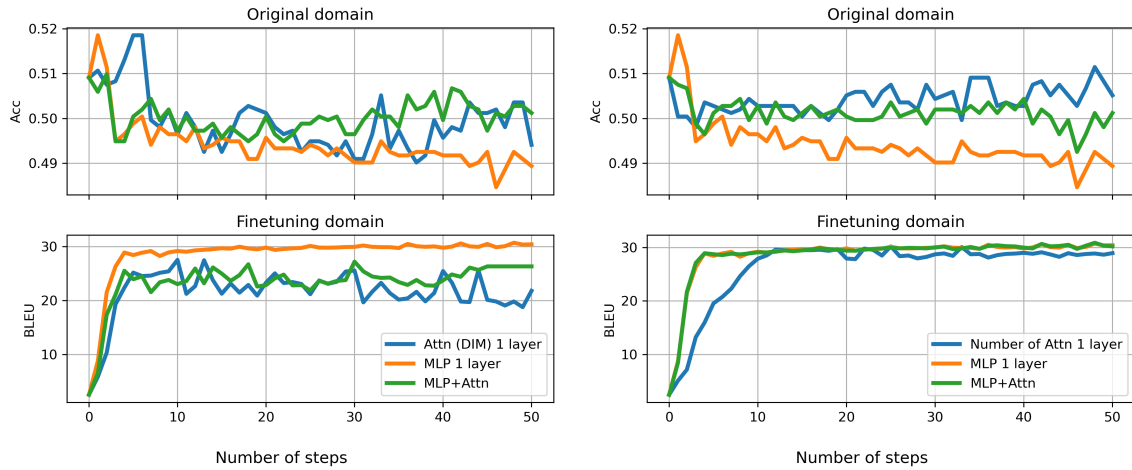 Original domain
0.52
0.51
0.50
0.49
Acc
Finetuning domain
30
20
10
BLEU
Attn (DIM) 1 layer
MLP 1 layer
MLP+Attn
0
10
20
30
40
50
Number of steps
Original domain
0.52
0.51
0.50
0.49
Acc
Finetuning domain
30
20
10
BLEU
Number of Attn 1 layer
MLP 1 layer
MLP+Attn
0
10
20
30
40
50
Number of steps